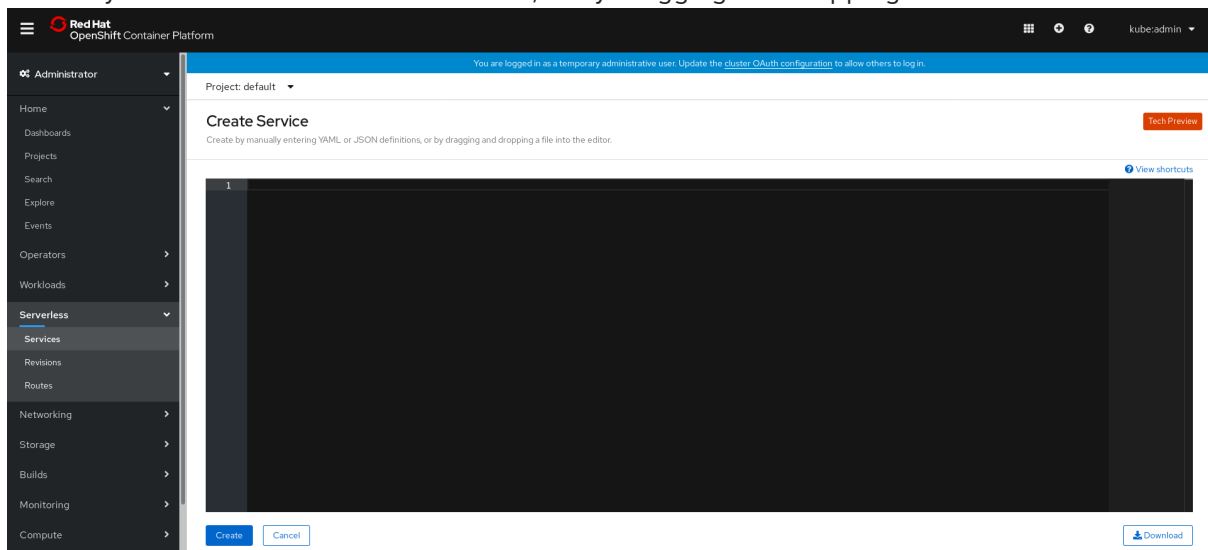 Red Hat
OpenShift Container Platform
kube:admin
Administrator
You are logged in as a temporary administrative user. Update the cluster OAuth configuration to allow others to log in.
Project: default
Home
Dashboards
Projects
Search
Explore
Events
Operators
Workloads
Serverless
Services
Revisions
Routes
Networking
Storage
Builds
Monitoring
Compute
Create Service
Tech Preview
Create by manually entering YAML or JSON definitions, or by dragging and dropping a file into the editor.
View shortcuts
1
Create
Cancel
Download